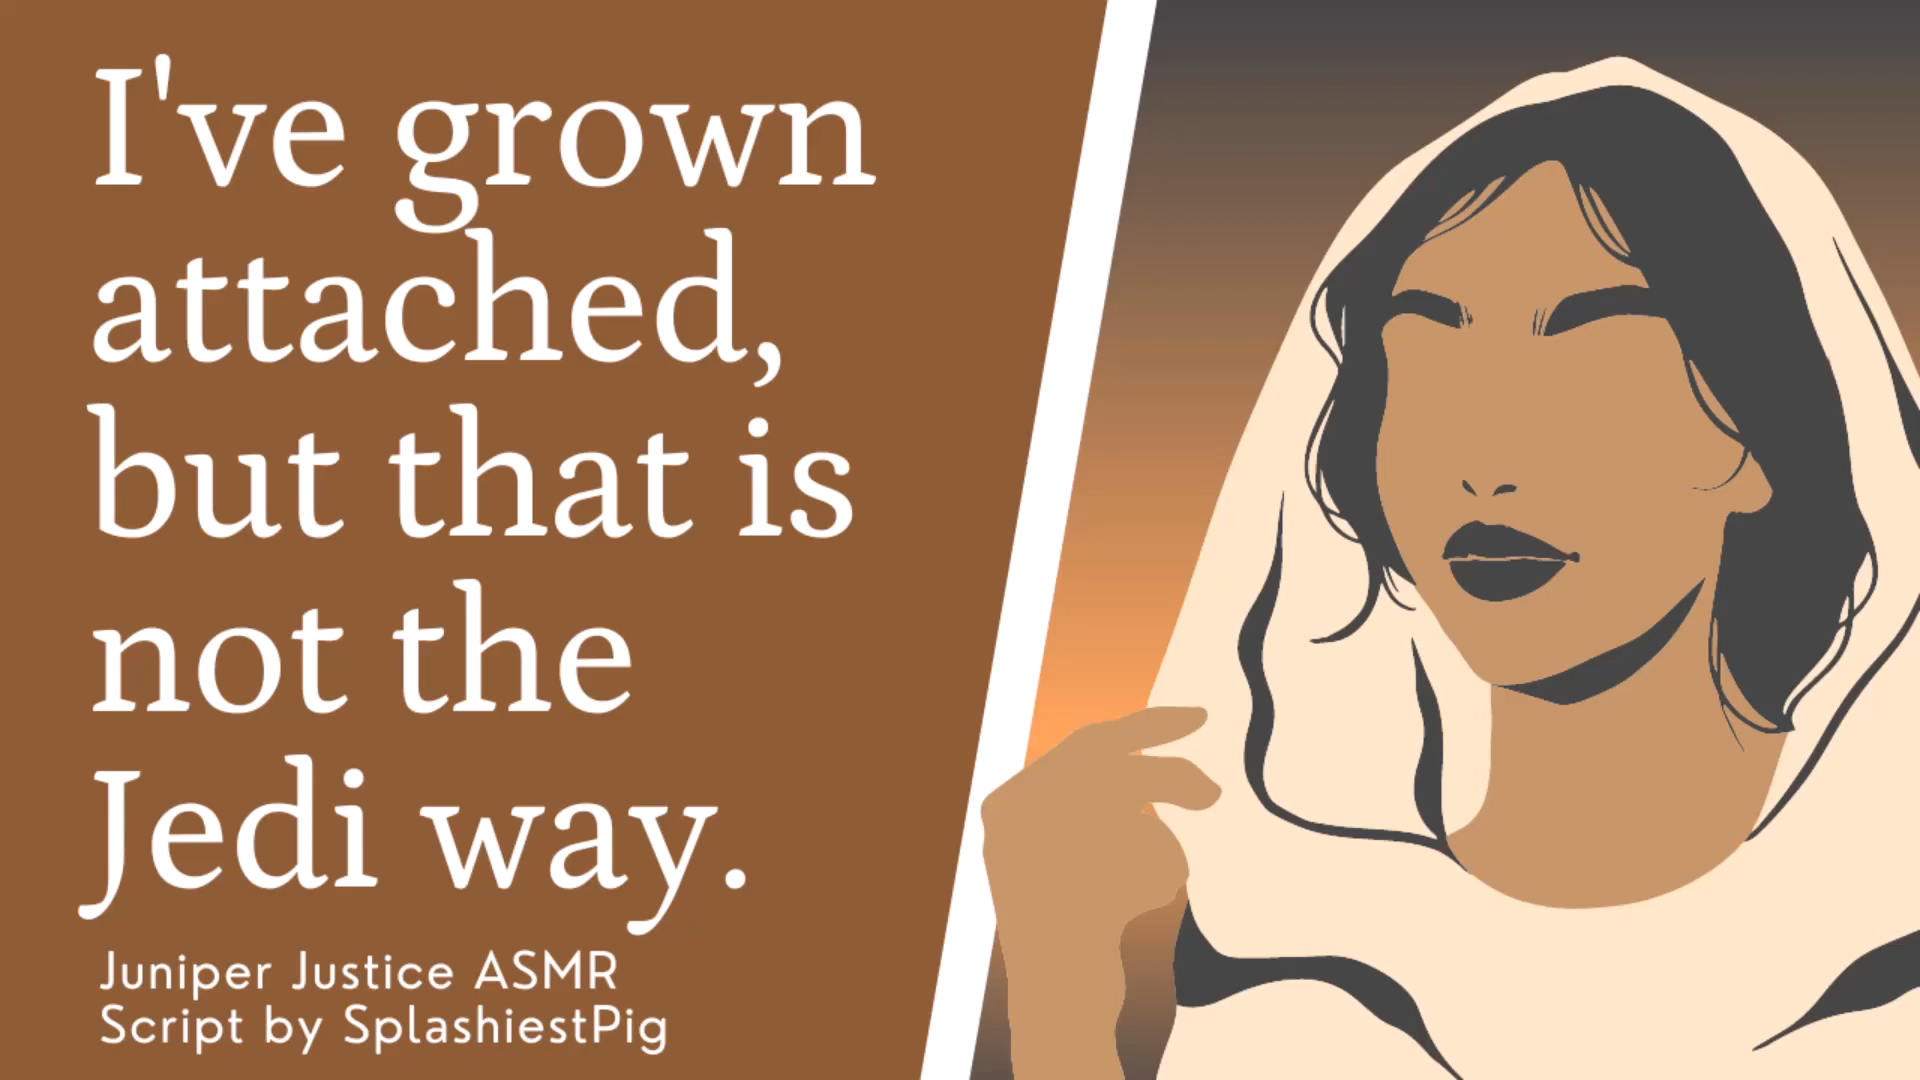 I've grown
attached,
but that is
not the
Jedi way.
Juniper Justice ASMR
Script by SplashiestPig